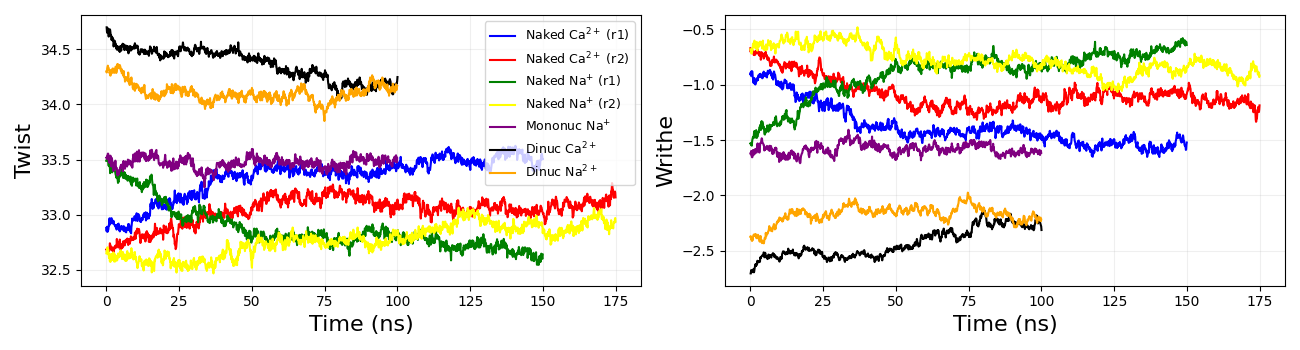 Twist
34.5
34.0
33.5
33.0
32.5
0 25 50 75 100 125 150 175
Time (ns)
Naked Ca²⁺ (r1)
Naked Ca²⁺ (r2)
Naked Na⁺ (r1)
Naked Na⁺ (r2)
Mononuc Na⁺
Dinuc Ca²⁺
Dinuc Na²⁺
Writhe
−0.5
−1.0
−1.5
−2.0
−2.5
0 25 50 75 100 125 150 175
Time (ns)